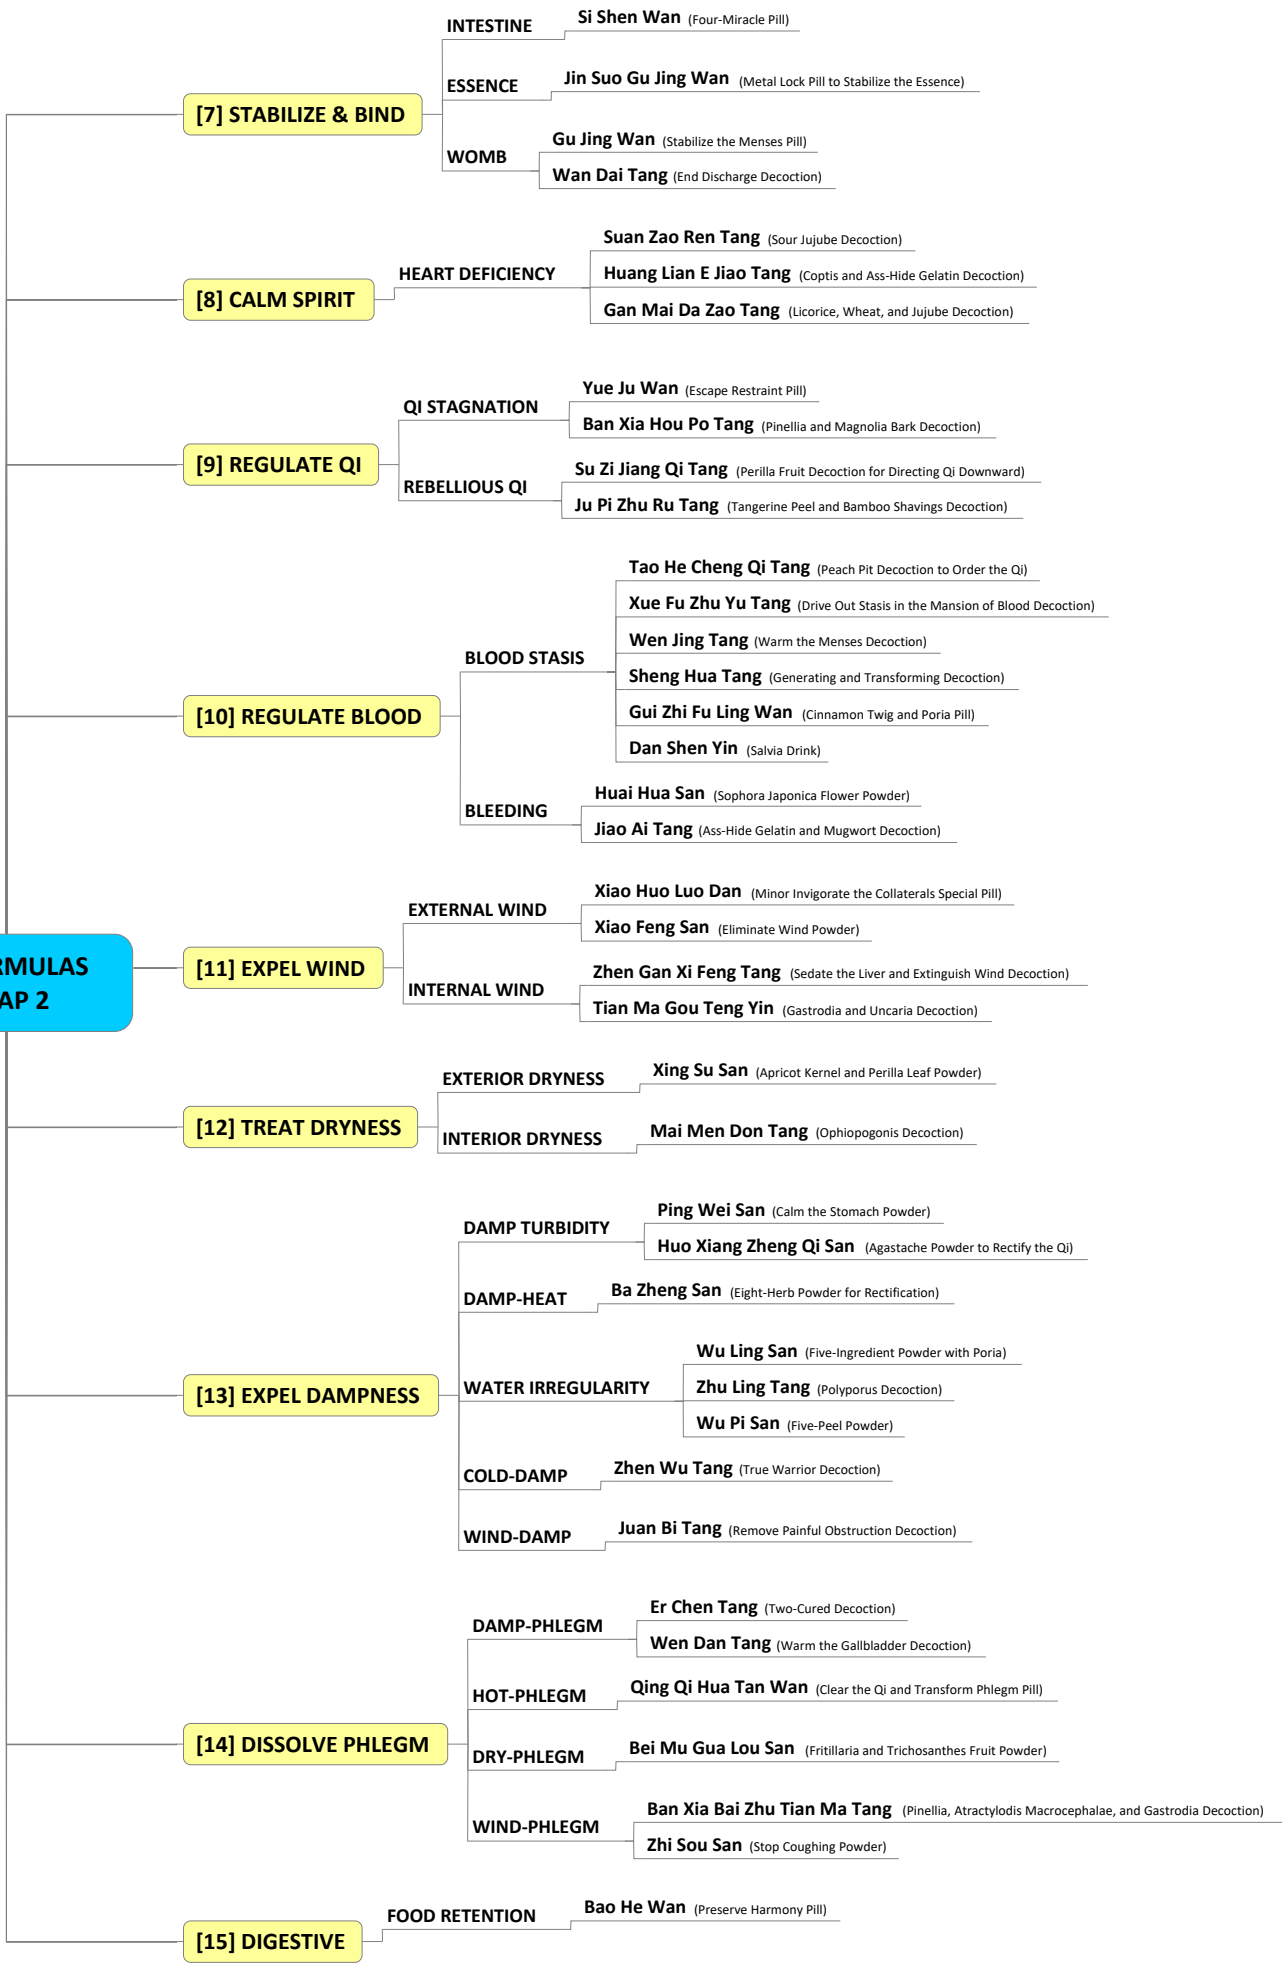 [7] STABILIZE & BIND
INTESTINE
Si Shen Wan (Four-Miracle Pill)
ESSENCE
Jin Suo Gu Jing Wan (Metal Lock Pill to Stabilize the Essence)
WOMB
Gu Jing Wan (Stabilize the Menses Pill)
Wan Dai Tang (End Discharge Decoction)
[8] CALM SPIRIT
HEART DEFICIENCY
Suan Zao Ren Tang (Sour Jujube Decoction)
Huang Lian E Jiao Tang (Coptis and Ass-Hide Gelatin Decoction)
Gan Mai Da Zao Tang (Licorice, Wheat, and Jujube Decoction)
[9] REGULATE QI
QI STAGNATION
Yue Ju Wan (Escape Restraint Pill)
Ban Xia Hou Po Tang (Pinellia and Magnolia Bark Decoction)
REBELLIOUS QI
Su Zi Jiang Qi Tang (Perilla Fruit Decoction for Directing Qi Downward)
Ju Pi Zhu Ru Tang (Tangerine Peel and Bamboo Shavings Decoction)
[10] REGULATE BLOOD
BLOOD STASIS
Tao He Cheng Qi Tang (Peach Pit Decoction to Order the Qi)
Xue Fu Zhu Yu Tang (Drive Out Stasis in the Mansion of Blood Decoction)
Wen Jing Tang (Warm the Menses Decoction)
Sheng Hua Tang (Generating and Transforming Decoction)
Gui Zhi Fu Ling Wan (Cinnamon Twig and Poria Pill)
Dan Shen Yin (Salvia Drink)
BLEEDING
Huai Hua San (Sophora Japonica Flower Powder)
Jiao Ai Tang (Ass-Hide Gelatin and Mugwort Decoction)
RMULAS
AP 2
[11] EXPEL WIND
EXTERNAL WIND
Xiao Huo Luo Dan (Minor Invigorate the Collaterals Special Pill)
Xiao Feng San (Eliminate Wind Powder)
INTERNAL WIND
Zhen Gan Xi Feng Tang (Sedate the Liver and Extinguish Wind Decoction)
Tian Ma Gou Teng Yin (Gastrodia and Uncaria Decoction)
[12] TREAT DRYNESS
EXTERIOR DRYNESS
Xing Su San (Apricot Kernel and Perilla Leaf Powder)
INTERIOR DRYNESS
Mai Men Don Tang (Ophiopogonis Decoction)
[13] EXPEL DAMPNESS
DAMP TURBIDITY
Ping Wei San (Calm the Stomach Powder)
Huo Xiang Zheng Qi San (Agastache Powder to Rectify the Qi)
DAMP-HEAT
Ba Zheng San (Eight-Herb Powder for Rectification)
WATER IRREGULARITY
Wu Ling San (Five-Ingredient Powder with Poria)
Zhu Ling Tang (Polyporus Decoction)
Wu Pi San (Five-Peel Powder)
COLD-DAMP
Zhen Wu Tang (True Warrior Decoction)
WIND-DAMP
Juan Bi Tang (Remove Painful Obstruction Decoction)
[14] DISSOLVE PHLEGM
DAMP-PHLEGM
Er Chen Tang (Two-Cured Decoction)
Wen Dan Tang (Warm the Gallbladder Decoction)
HOT-PHLEGM
Qing Qi Hua Tan Wan (Clear the Qi and Transform Phlegm Pill)
DRY-PHLEGM
Bei Mu Gua Lou San (Fritillaria and Trichosanthes Fruit Powder)
WIND-PHLEGM
Ban Xia Bai Zhu Tian Ma Tang (Pinellia, Atractylodis Macrocephalae, and Gastrodia Decoction)
Zhi Sou San (Stop Coughing Powder)
[15] DIGESTIVE
FOOD RETENTION
Bao He Wan (Preserve Harmony Pill)